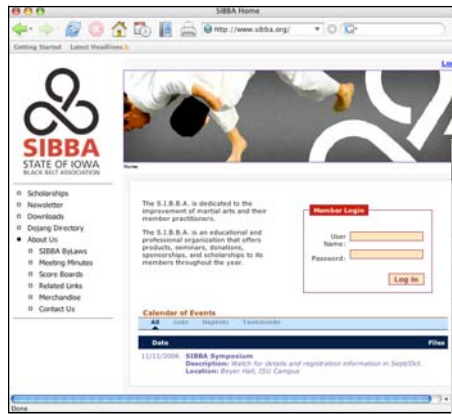 SIBBA Home
http://www.sibba.org/
Getting Started Latest Headlines
Lo
SIBBA
STATE OF IOWA
BLACK BELT ASSOCIATION
Home
Scholarships
Newsletter
Downloads
Dojang Directory
About Us
SIBBA ByLaws
Meeting Minutes
Score Boards
Related Links
Merchandise
Contact Us
The S.I.B.B.A. is dedicated to the
improvement of martial arts and their
member practitioners.
The S.I.B.B.A. is an educational and
professional organization that offers
products, seminars, donations,
sponsorships, and scholarships to its
members throughout the year.
Member Login
User
Name:
Password:
Log In
Calendar of Events
All Judo Hapkido Taekwondo
Date Files
11/11/2006 SIBBA Symposium
Description: Watch for details and registration information in Sept/Oct.
Location: Beyer Hall, ISU Campus
Done